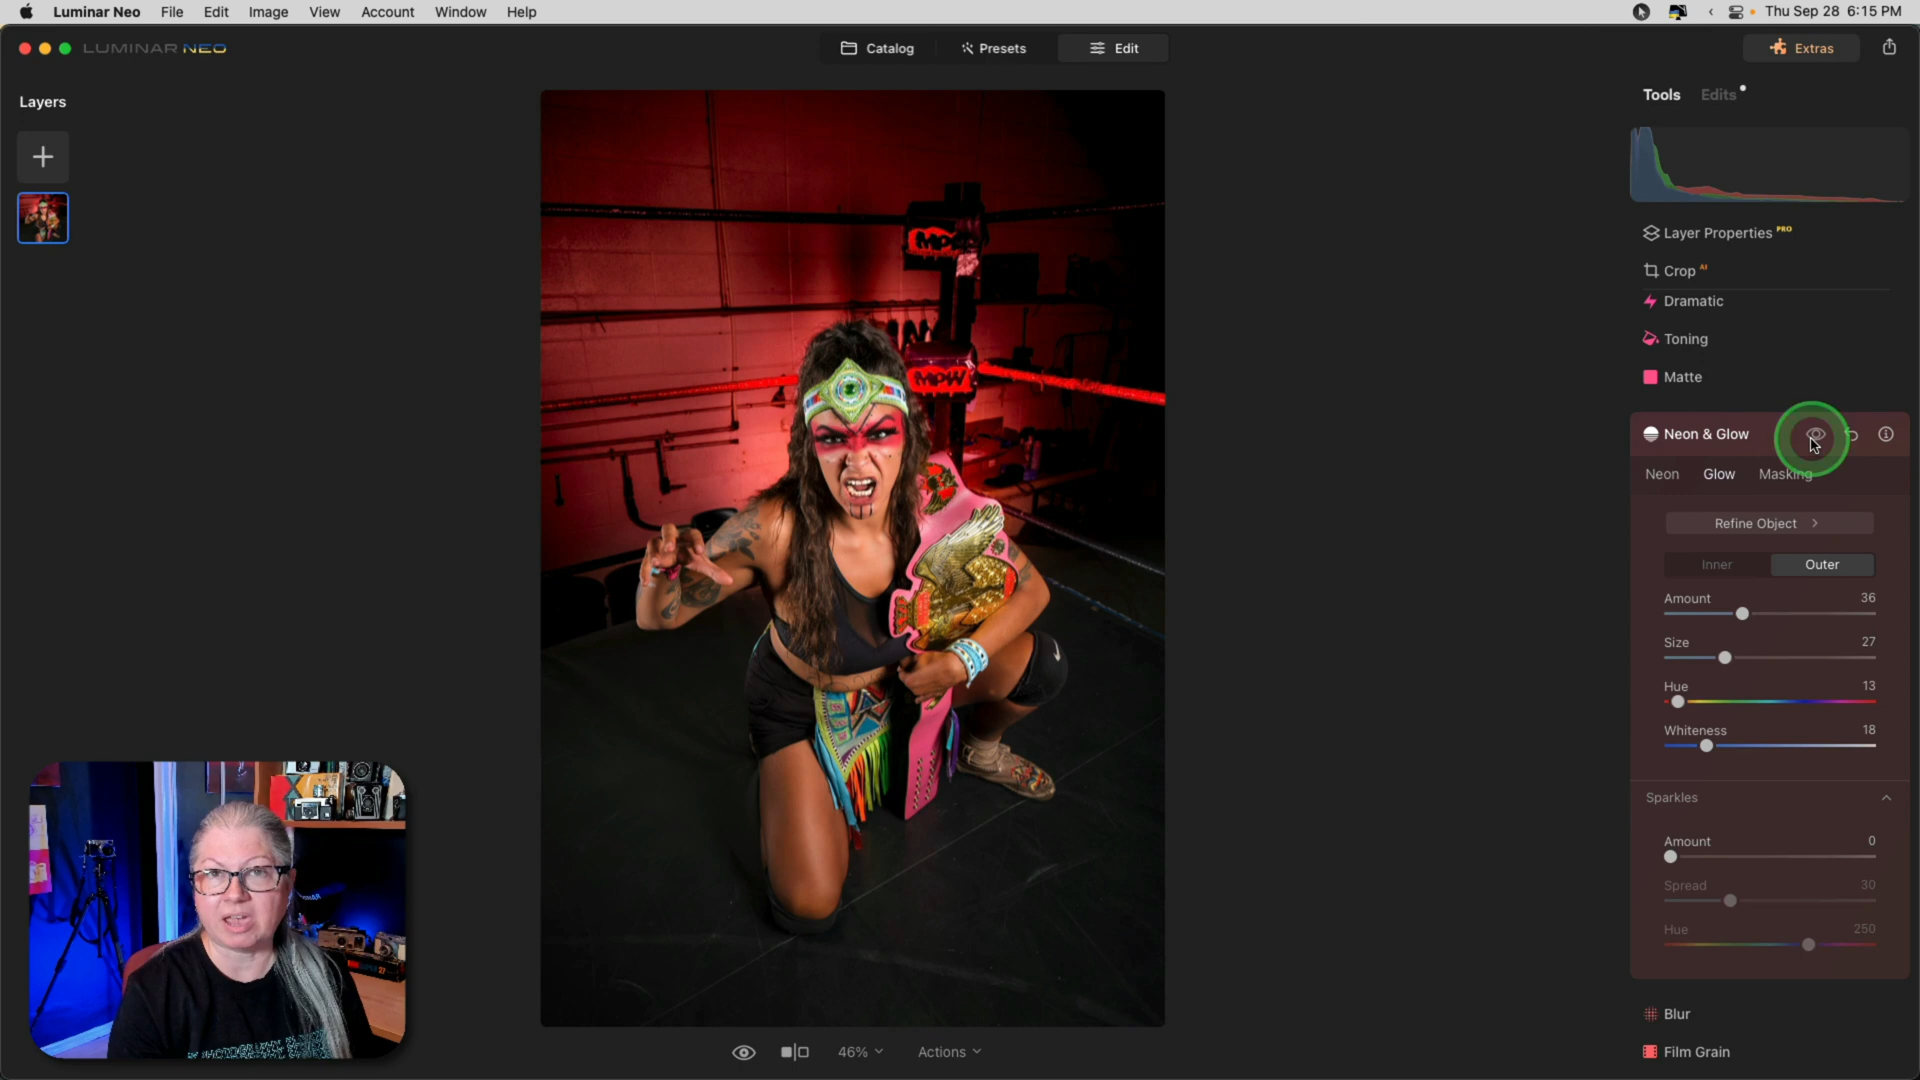 Luminar Neo File Edit Image View Account Window Help
Thu Sep 28 6:15 PM
LUMINAR NEO
Catalog
Presets
Edit
Extras
Layers
Tools Edits
Layer Properties PRO
Crop AI
Dramatic
Toning
Matte
Neon & Glow
Neon Glow Masking
Refine Object
Inner Outer
Amount 36
Size 27
Hue 13
Whiteness 18
Sparkles
Amount 0
Spread 30
Hue 250
Blur
Film Grain
46%
Actions
MPW